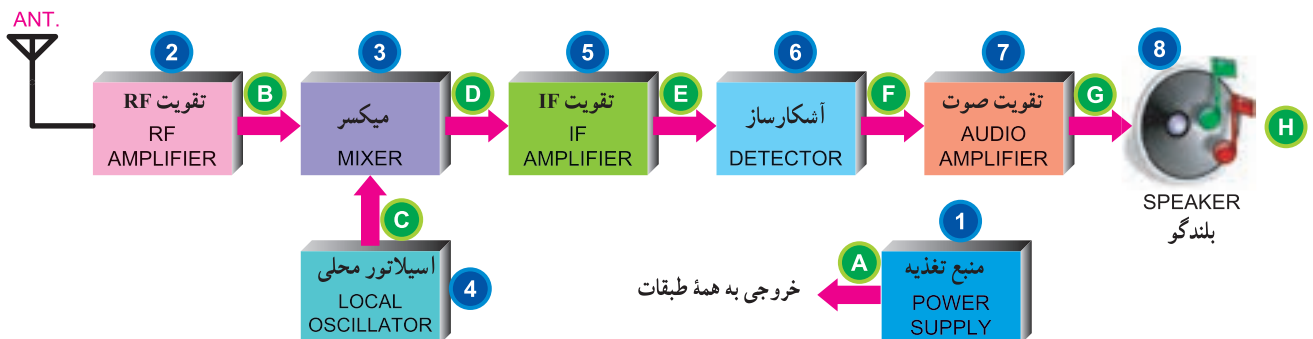 ANT.
2
تقویت RF
RF
AMPLIFIER
B
3
میکسر
MIXER
D
5
تقویت IF
IF
AMPLIFIER
E
6
آشکارساز
DETECTOR
F
7
تقویت صوت
AUDIO
AMPLIFIER
G
8
SPEAKER
بلندگو
H
C
4
اسیلاتور محلی
LOCAL
OSCILLATOR
1
منبع تغذیه
POWER
SUPPLY
A
خروجی به همهٔ طبقات